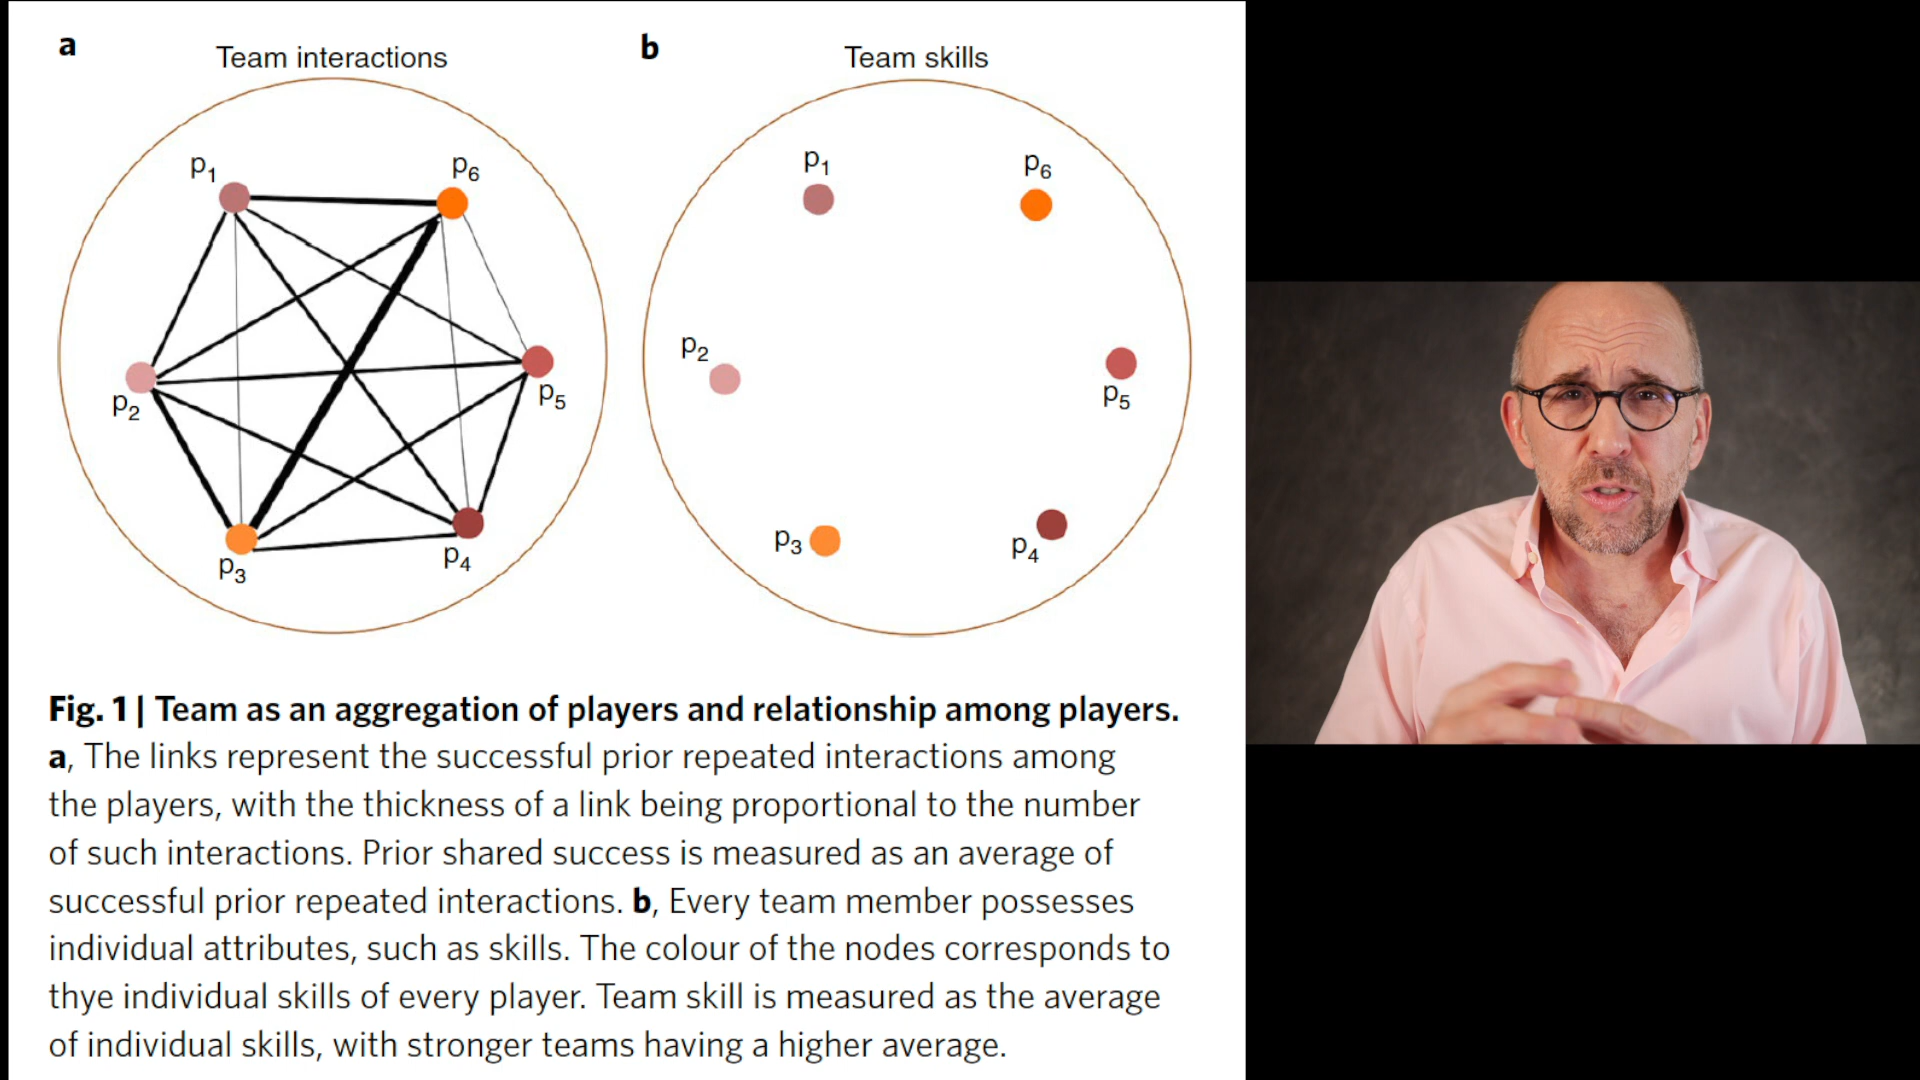 a
Team interactions
p1
p6
p2
p5
p3
p4
b
Team skills
p1
p6
p2
p5
p3
p4
Fig. 1 | Team as an aggregation of players and relationship among players.
a, The links represent the successful prior repeated interactions among
the players, with the thickness of a link being proportional to the number
of such interactions. Prior shared success is measured as an average of
successful prior repeated interactions. b, Every team member possesses
individual attributes, such as skills. The colour of the nodes corresponds to
thye individual skills of every player. Team skill is measured as the average
of individual skills, with stronger teams having a higher average.